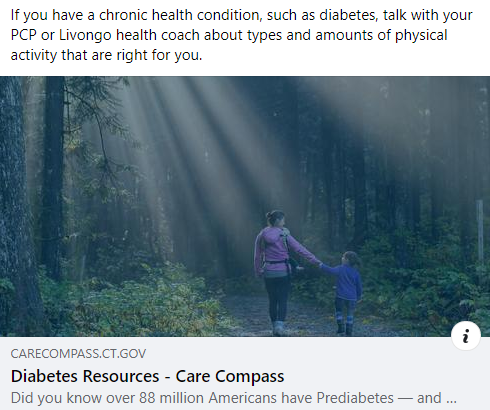 If you have a chronic health condition, such as diabetes, talk with your
PCP or Livongo health coach about types and amounts of physical
activity that are right for you.
i
CARECOMPASS.CT.GOV
Diabetes Resources - Care Compass
Did you know over 88 million Americans have Prediabetes — and ...